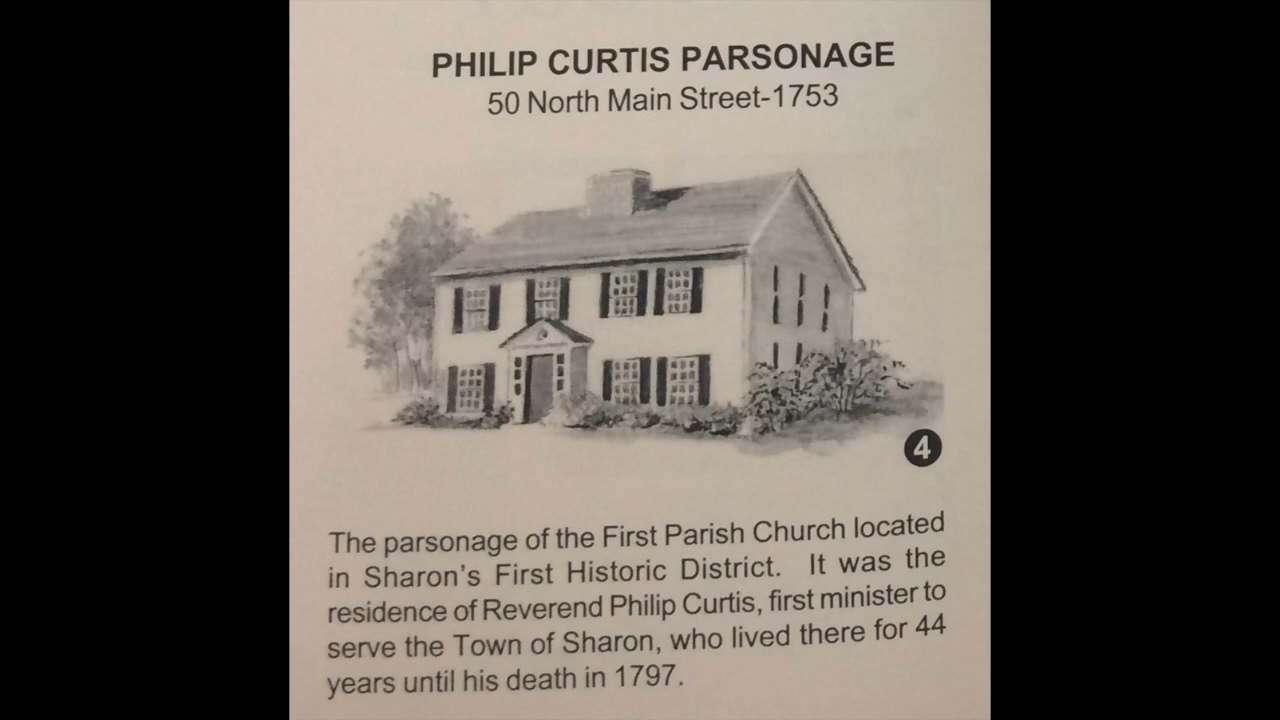 PHILIP CURTIS PARSONAGE
50 North Main Street-1753
4
The parsonage of the First Parish Church located
in Sharon's First Historic District. It was the
residence of Reverend Philip Curtis, first minister to
serve the Town of Sharon, who lived there for 44
years until his death in 1797.